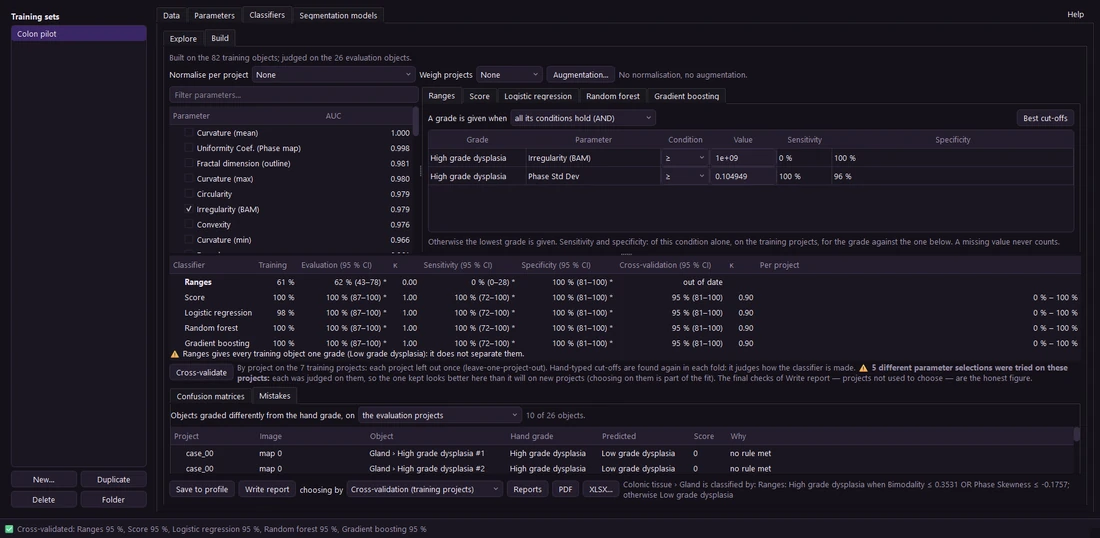 Training sets
Data Parameters Classifiers Segmentation models Help
Colon pilot
Explore Build
Built on the 82 training objects; judged on the 26 evaluation objects.
Normalise per project None Weigh projects None Augmentation... No normalisation, no augmentation.
Filter parameters...
Ranges Score Logistic regression Random forest Gradient boosting
Parameter AUC
A grade is given when all its conditions hold (AND) Best cut-offs
Curvature (mean) 1.000
Uniformity Coef. (Phase map) 0.998
Fractal dimension (outline) 0.981
Curvature (max) 0.980
Circularity 0.979
Irregularity (BAM) 0.979
Convexity 0.976
Curvature (min) 0.966
Grade Parameter Condition Value Sensitivity Specificity
High grade dysplasia Irregularity (BAM) ≥ 1e+09 0 % 100 %
High grade dysplasia Phase Std Dev ≥ 0.104949 100 % 96 %
Otherwise the lowest grade is given. Sensitivity and specificity: of this condition alone, on the training projects, for the grade against the one below. A missing value never counts.
Classifier Training Evaluation (95 % CI) κ Sensitivity (95 % CI) Specificity (95 % CI) Cross-validation (95 % CI) κ Per project
Ranges 61 % 62 % (43–78) * 0.00 0 % (0–28) * 100 % (81–100) * out of date
Score 100 % 100 % (87–100) * 1.00 100 % (72–100) * 100 % (81–100) * 95 % (81–100) 0.90 0 % – 100 %
Logistic regression 98 % 100 % (87–100) * 1.00 100 % (72–100) * 100 % (81–100) * 95 % (81–100) 0.90 0 % – 100 %
Random forest 100 % 100 % (87–100) * 1.00 100 % (72–100) * 100 % (81–100) * 95 % (81–100) 0.90 0 % – 100 %
Gradient boosting 100 % 100 % (87–100) * 1.00 100 % (72–100) * 100 % (81–100) * 95 % (81–100) 0.90 0 % – 100 %
Ranges gives every training object one grade (Low grade dysplasia): it does not separate them.
Cross-validate
By project on the 7 training projects: each project left out once (leave-one-project-out). Hand-typed cut-offs are found again in each fold: it judges how the classifier is made. ⚠ 5 different parameter selections were tried on these
projects: each was judged on them, so the one kept looks better here than it will on new projects (choosing on them is part of the fit). The final checks of Write report — projects not used to choose — are the honest figure.
Confusion matrices Mistakes
Objects graded differently from the hand grade, on the evaluation projects 10 of 26 objects.
Project Image Object Hand grade Predicted Score Why
case_00 map 0 Gland › High grade dysplasia #1 High grade dysplasia Low grade dysplasia 0 no rule met
case_00 map 0 Gland › High grade dysplasia #2 High grade dysplasia Low grade dysplasia 0 no rule met
New... Duplicate
Delete Folder
Save to profile Write report choosing by Cross-validation (training projects) Reports PDF XLSX...
Colonic tissue › Gland is classified by: Ranges: High grade dysplasia when Bimodality ≤ 0.3531 OR Phase Skewness ≤ -0.1757;
otherwise Low grade dysplasia
Cross-validated: Ranges 95 %, Score 95 %, Logistic regression 95 %, Random forest 95 %, Gradient boosting 95 %